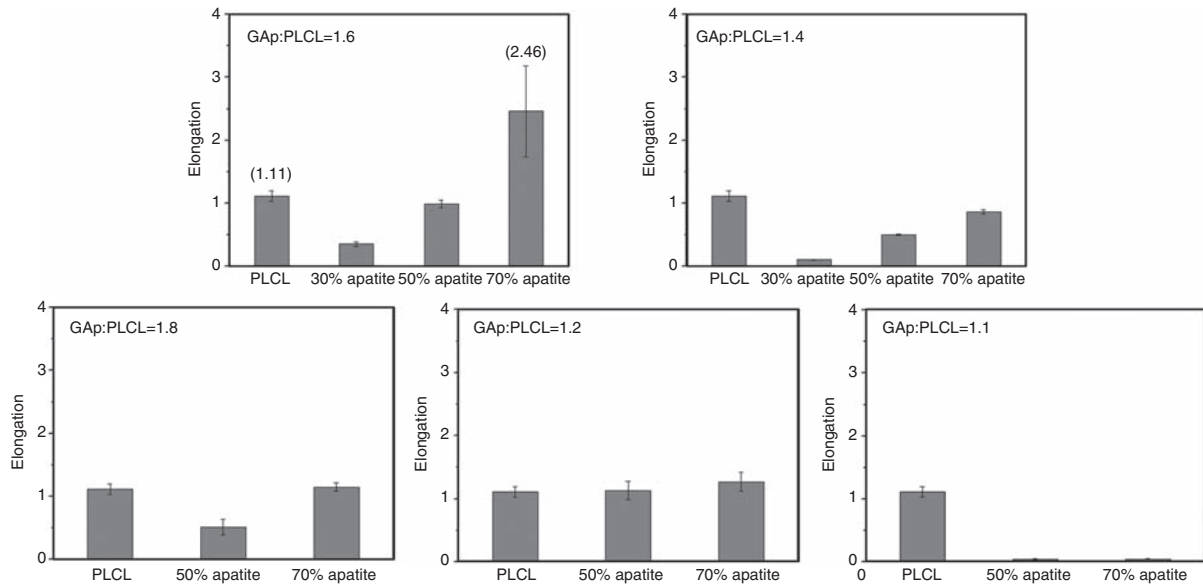 4
3
2
1
0
Elongation
GAp:PLCL=1.6
(1.11)
(2.46)
PLCL 30% apatite 50% apatite 70% apatite
4
3
2
1
0
Elongation
GAp:PLCL=1.4
PLCL 30% apatite 50% apatite 70% apatite
4
3
2
1
0
Elongation
GAp:PLCL=1.8
PLCL 50% apatite 70% apatite
4
3
2
1
0
Elongation
GAp:PLCL=1.2
PLCL 50% apatite 70% apatite
4
3
2
1
0
Elongation
GAp:PLCL=1.1
PLCL 50% apatite 70% apatite